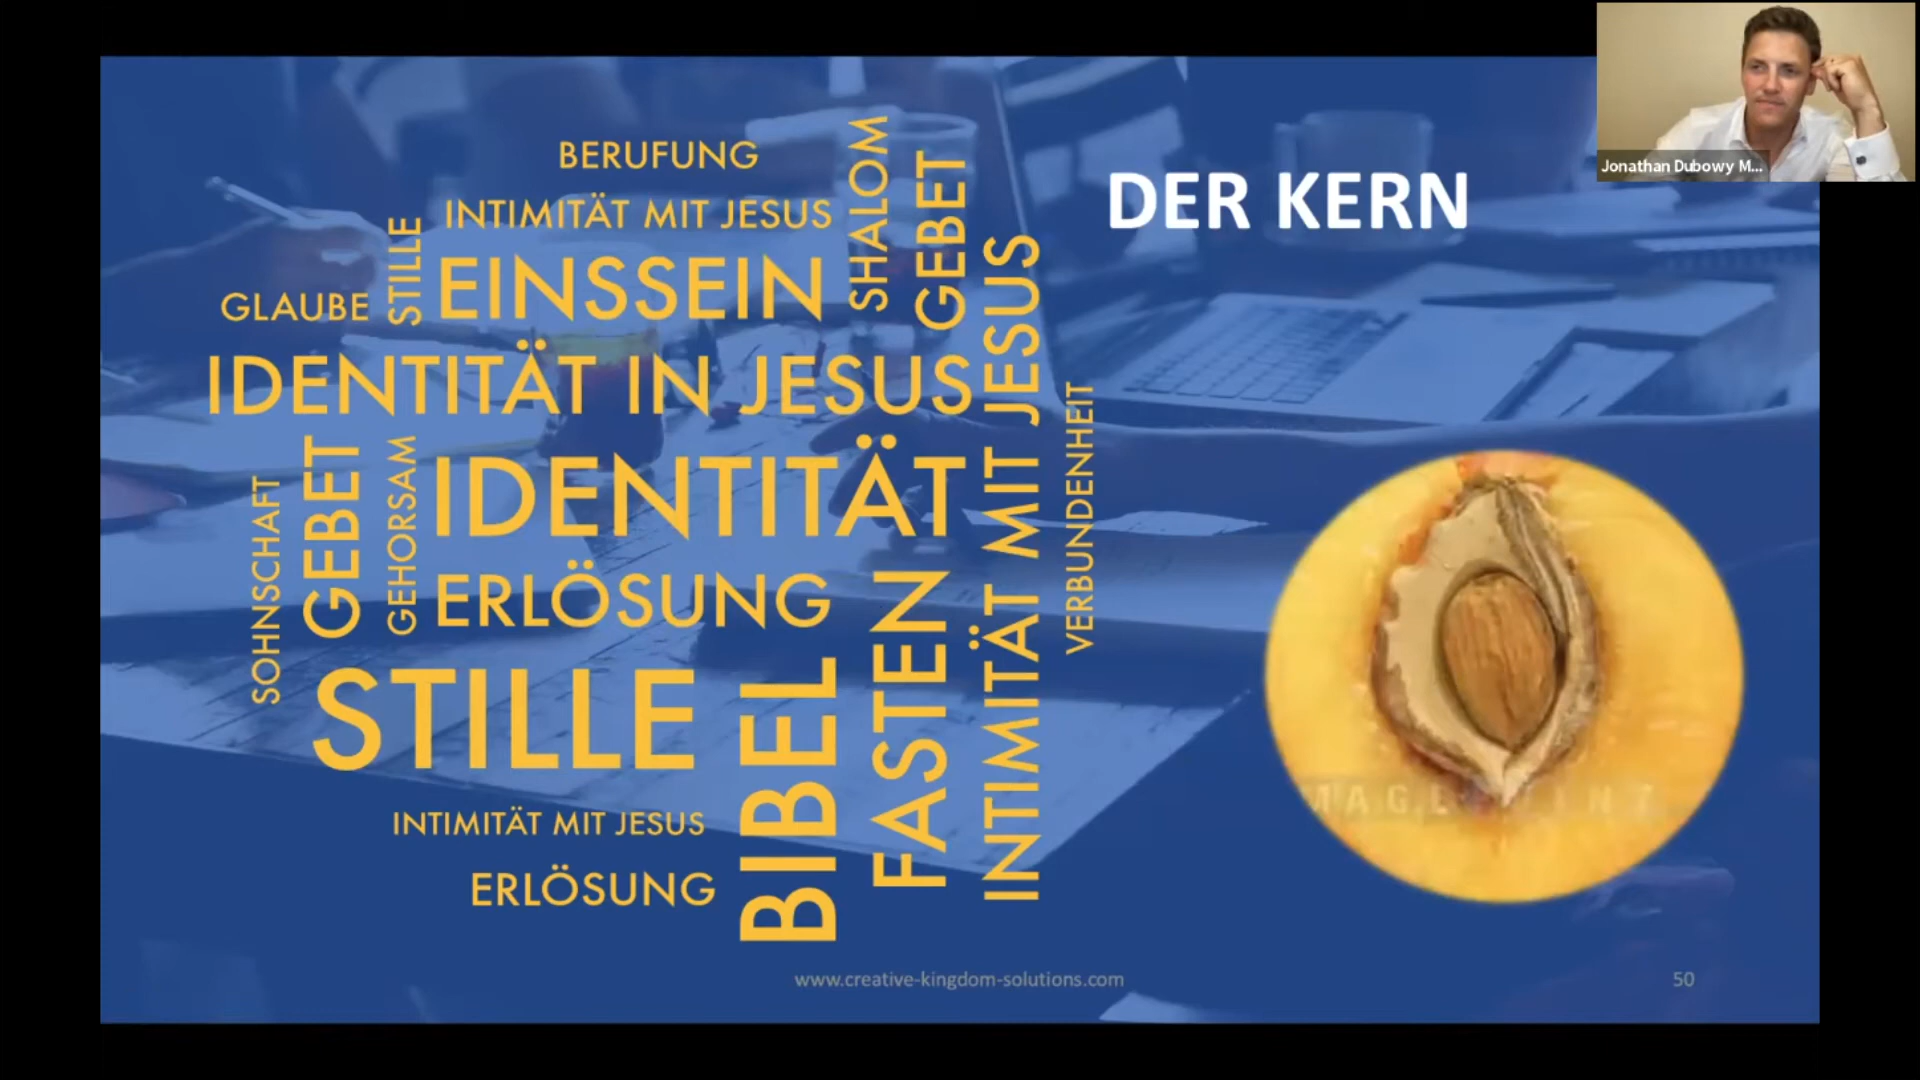 Jonathan Dubowy M...
DER KERN
BERUFUNG
INTIMITÄT MIT JESUS
SHALOM
GEBET
STILLE
EINSSEIN
GLAUBE
IDENTITÄT IN JESUS
INTIMITÄT MIT JESUS
VERBUNDENHEIT
SOHNSCHAFT
GEBET
GEHORSAM
IDENTITÄT
ERLÖSUNG
FASTEN
STILLE
BIBEL
INTIMITÄT MIT JESUS
ERLÖSUNG
www.creative-kingdom-solutions.com
50